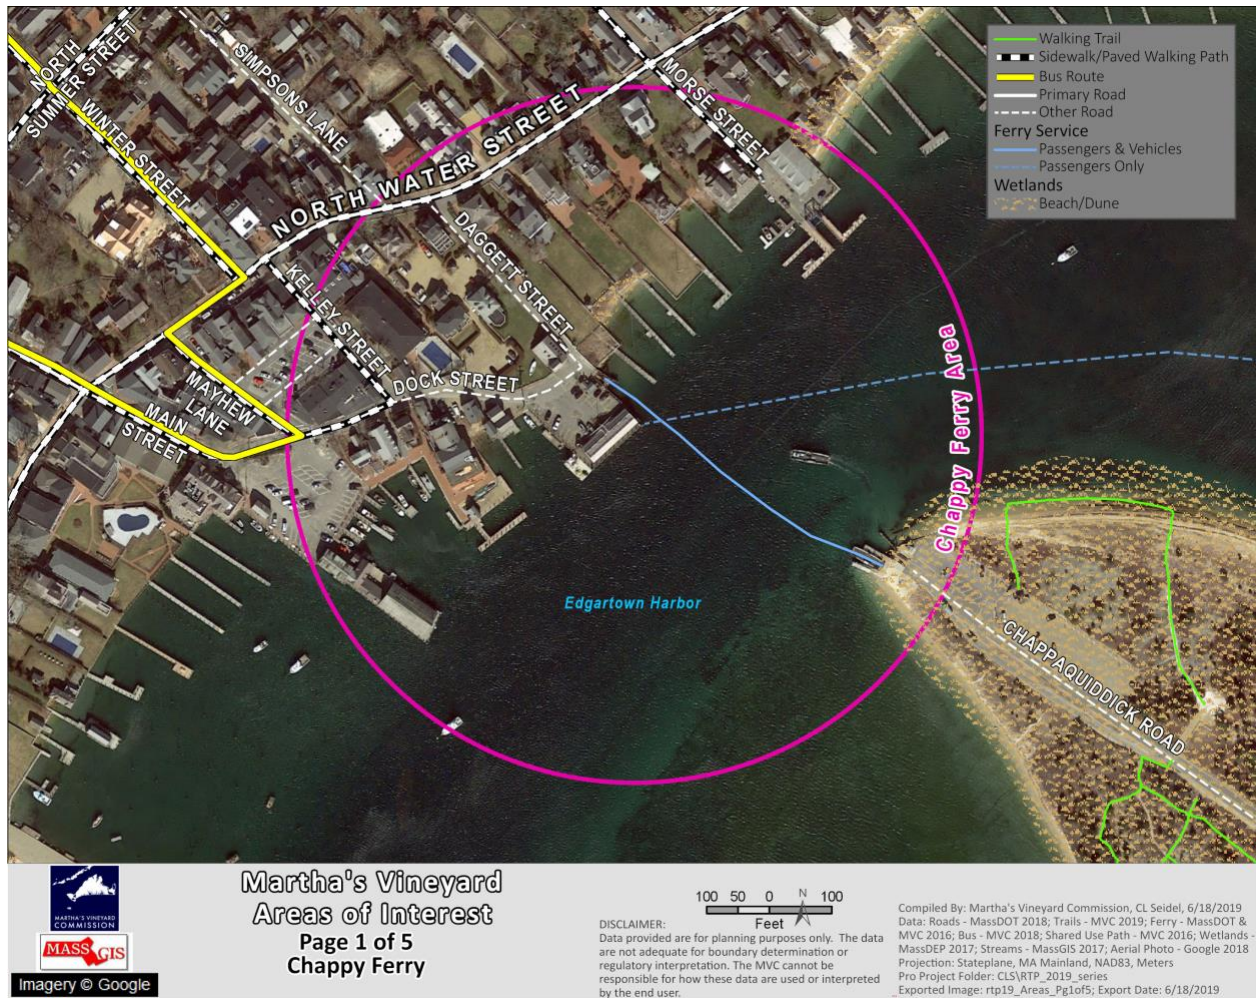 NORTH
SUMMER STREET
WINTER STREET
SIMPSONS LANE
NORTH WATER STREET
MORSE STREET
DAGGETT STREET
KELLEY STREET
DOCK STREET
MAYHEW
LANE
MAIN
STREET
Chappy Ferry Area
Edgartown Harbor
CHAPPAQUIDDICK ROAD
Walking Trail
Sidewalk/Paved Walking Path
Bus Route
Primary Road
Other Road
Ferry Service
Passengers & Vehicles
Passengers Only
Wetlands
Beach/Dune
MARTHA'S VINEYARD
COMMISSION
MASSGIS
Imagery © Google
Martha's Vineyard
Areas of Interest
Page 1 of 5
Chappy Ferry
100 50 0 100
Feet
N
DISCLAIMER:
Data provided are for planning purposes only. The data
are not adequate for boundary determination or
regulatory interpretation. The MVC cannot be
responsible for how these data are used or interpreted
by the end user.
Compiled By: Martha's Vineyard Commission, CL Seidel, 6/18/2019
Data: Roads - MassDOT 2018; Trails - MVC 2019; Ferry - MassDOT &
MVC 2016; Bus - MVC 2018; Shared Use Path - MVC 2016; Wetlands -
MassDEP 2017; Streams - MassGIS 2017; Aerial Photo - Google 2018
Projection: Stateplane, MA Mainland, NAD83, Meters
Pro Project Folder: CLS\RTP_2019_series
Exported Image: rtp19_Areas_Pg1of5; Export Date: 6/18/2019